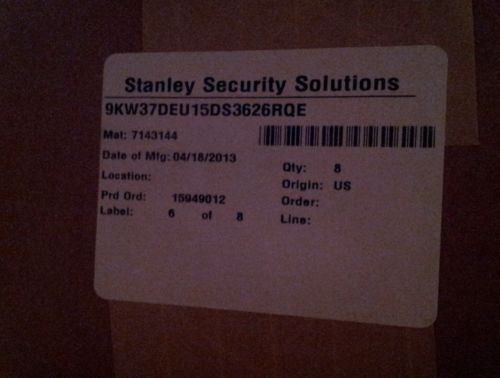 Stanley Security Solutions
9KW37DEU15DS3626RQE
Mat: 7143144
Date of Mfg: 04/18/2013
Qty: 8
Location:
Origin: US
Prd Ord: 15949012
Order:
Label: 6 of 8
Line: